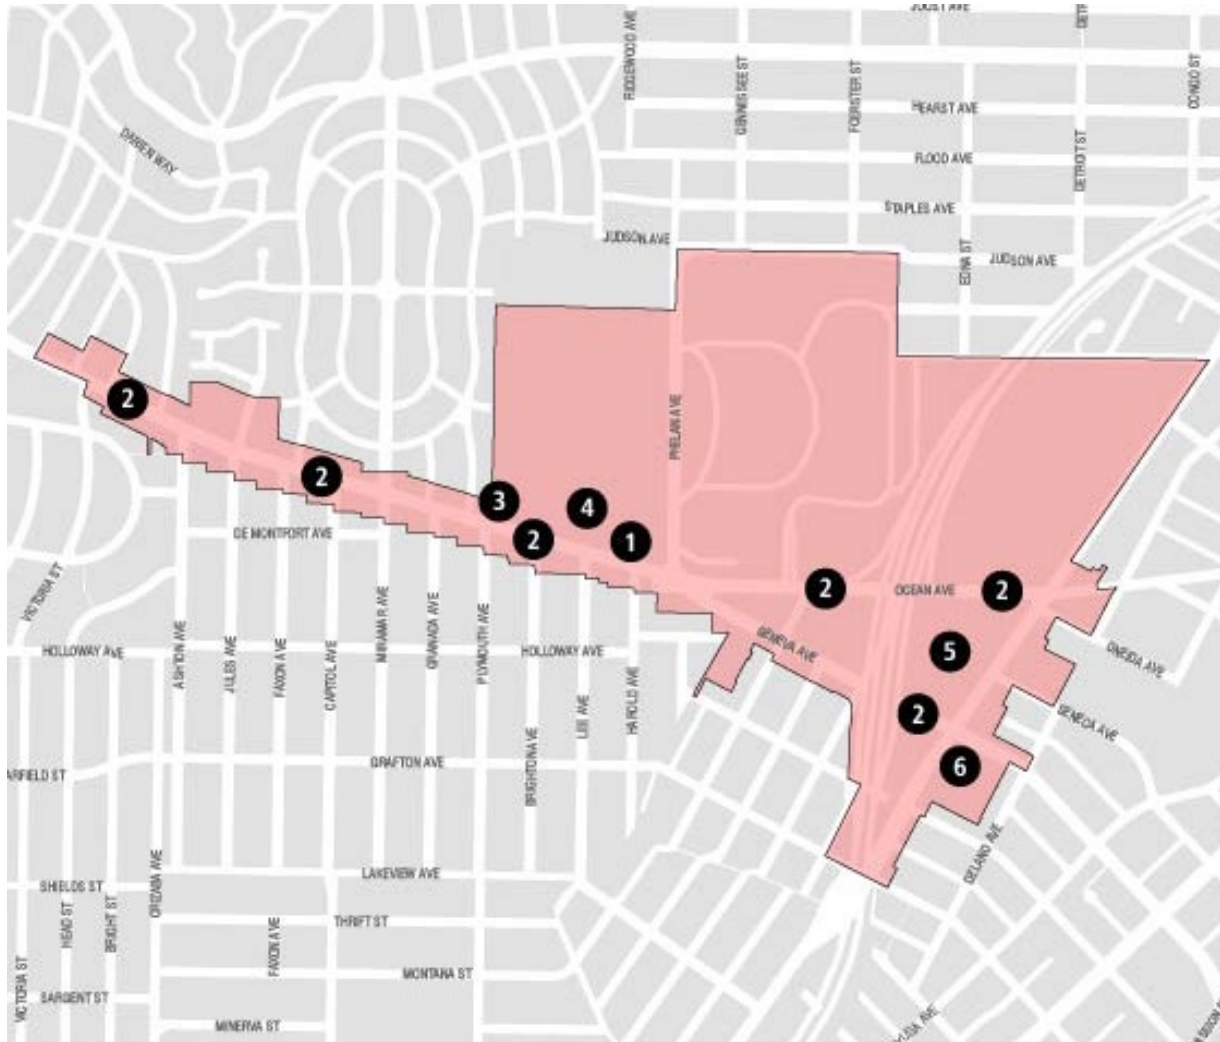 JOOST AVE
RIDGEWOOD AVE
GENNESSEE ST
FOERSTER ST
CONGO ST
HEARST AVE
FLOOD AVE
DETROIT ST
STAPLES AVE
DARIEN WAY
JUDSON AVE
EDNA ST
JUDSON AVE
PHELAN AVE
2
2
3
4
2
1
2
2
OCEAN AVE
DE MONTFORT AVE
VICTORIA ST
HOLLOWAY AVE
ASHTON AVE
JULES AVE
FAXON AVE
CAPITOL AVE
MIRAMAR AVE
GRANADA AVE
PLYMOUTH AVE
HOLLOWAY AVE
BRIGHTON AVE
LEE AVE
HAROLD AVE
GENEVA AVE
5
ONEIDA AVE
2
SENECA AVE
6
ARFIELD ST
GRAFTON AVE
DELANO AVE
LAKEVIEW AVE
SHIELDS ST
HEAD ST
BRIGHT ST
ORIZABA AVE
THRIFT ST
FAXON AVE
MONTANA ST
VICTORIA ST
SARGENT ST
MINERVA ST